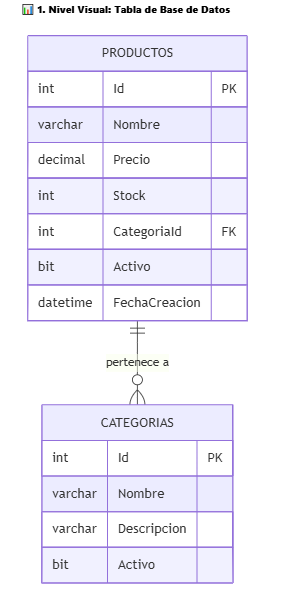 📊 1. Nivel Visual: Tabla de Base de Datos
PRODUCTOS
int Id PK
varchar Nombre
decimal Precio
int Stock
int CategoriaId FK
bit Activo
datetime FechaCreacion
pertenece a
CATEGORIAS
int Id PK
varchar Nombre
varchar Descripcion
bit Activo